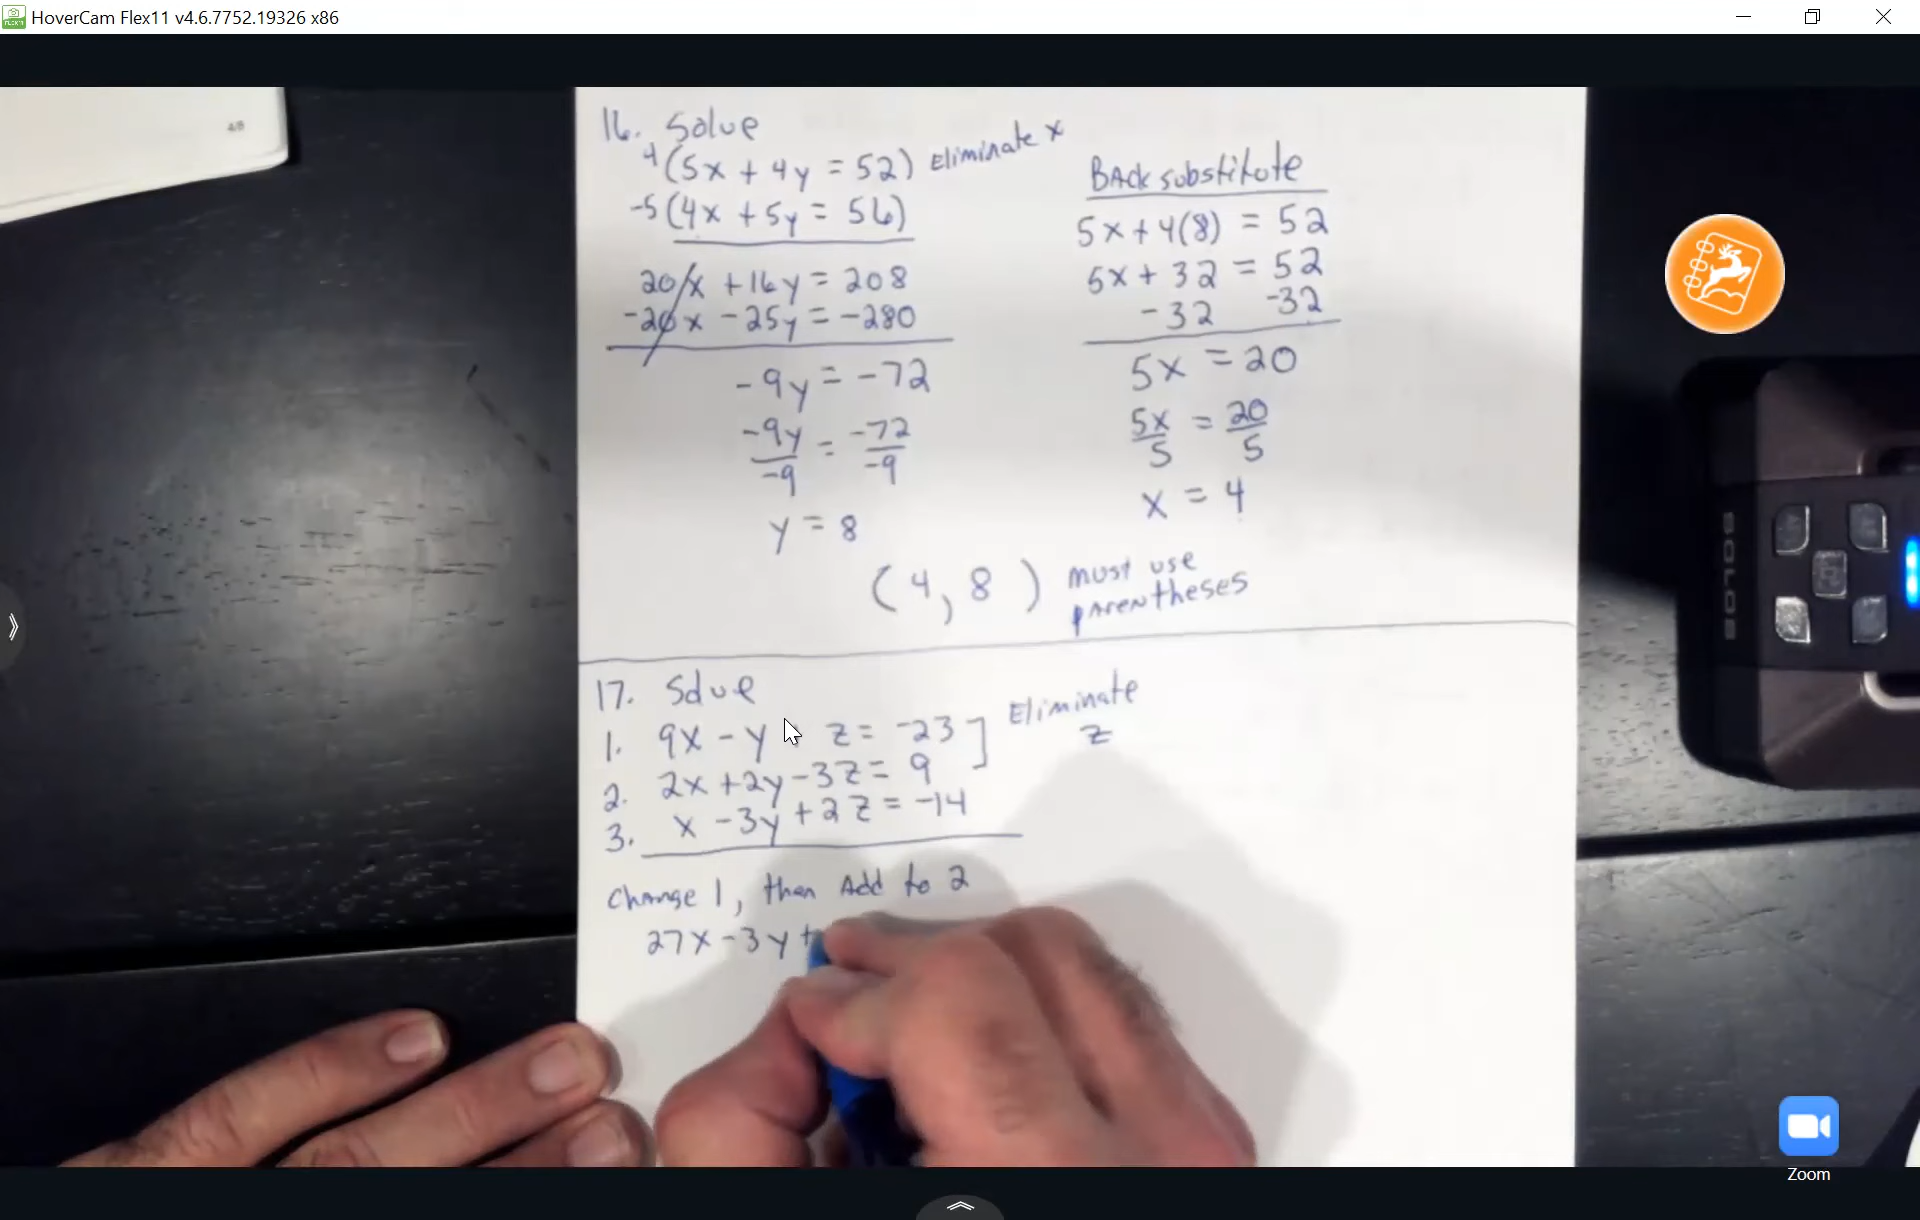 HoverCam Flex11 v4.6.7752.19326 x86
4/8
16. Solve
4(5x + 4y = 52) Eliminate x
-5(4x + 5y = 56)
20x + 16y = 208
-20x - 25y = -280
-9y = -72
-9y/-9 = -72/-9
y = 8
Back substitute
5x + 4(8) = 52
5x + 32 = 52
-32 -32
5x = 20
5x/5 = 20/5
x = 4
(4, 8) must use
parentheses
17. Solve
1. 9x - y z = -23 ] Eliminate
z
2. 2x + 2y - 3z = 9
3. x - 3y + 2z = -14
Change 1, then Add to 2
27x - 3y +
BOLOS
Zoom